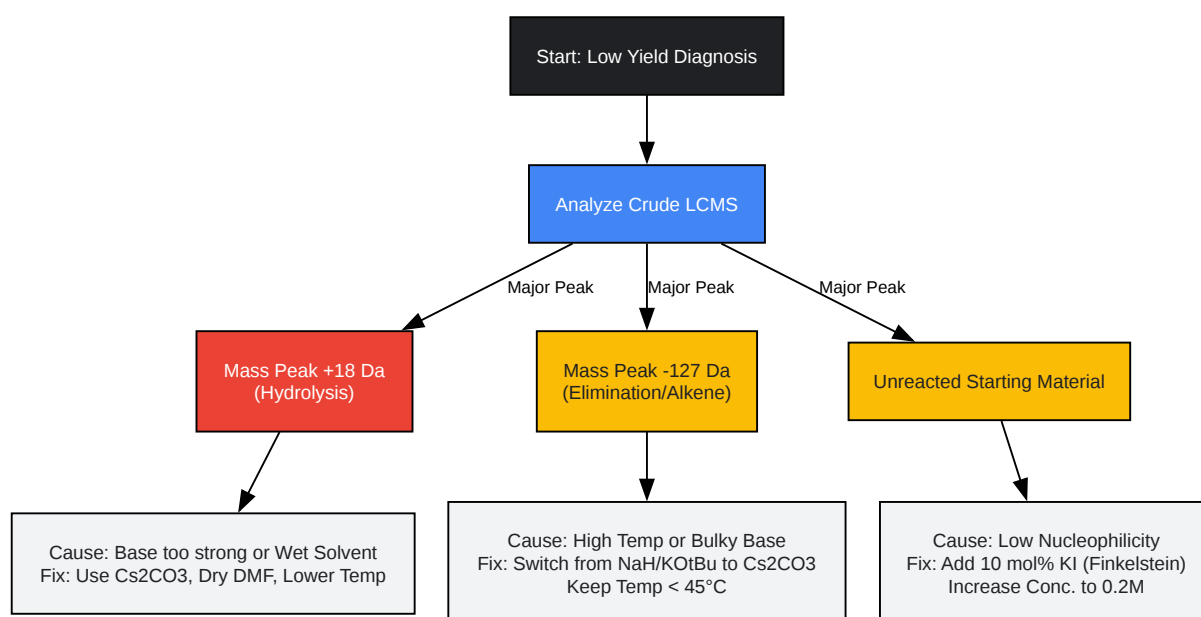 Start: Low Yield Diagnosis
Analyze Crude LCMS
Major Peak
Major Peak
Major Peak
Mass Peak +18 Da
(Hydrolysis)
Mass Peak -127 Da
(Elimination/Alkene)
Unreacted Starting Material
Cause: Base too strong or Wet Solvent
Fix: Use Cs2CO3, Dry DMF, Lower Temp
Cause: High Temp or Bulky Base
Fix: Switch from NaH/KOtBu to Cs2CO3
Keep Temp < 45°C
Cause: Low Nucleophilicity
Fix: Add 10 mol% KI (Finkelstein)
Increase Conc. to 0.2M